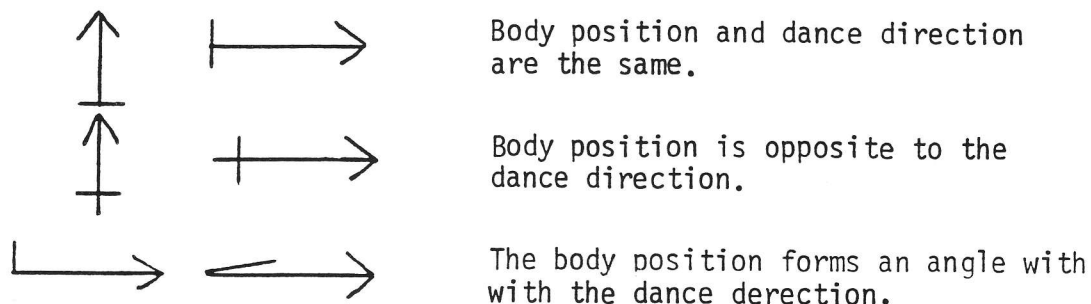 Body position and dance direction
are the same.
Body position is opposite to the
dance direction.
The body position forms an angle with
with the dance derection.